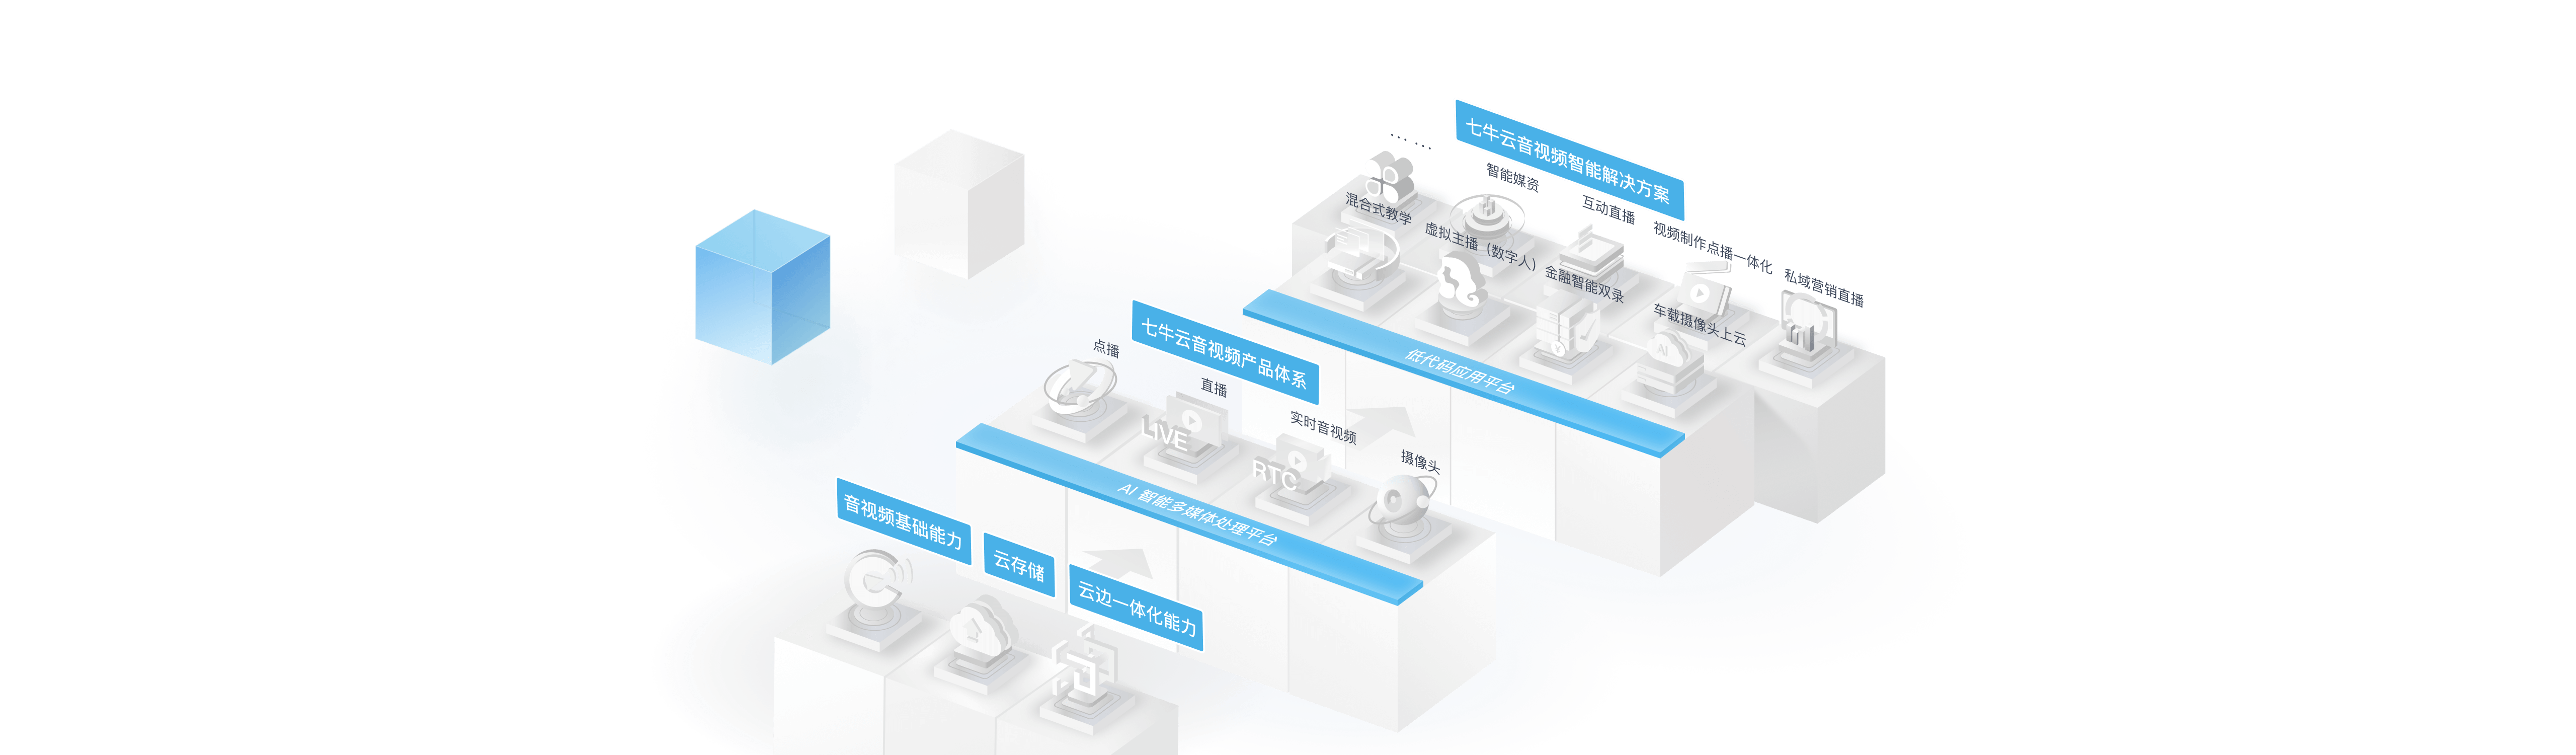 七牛云音视频智能解决方案
... ...
智能媒资
互动直播
视频制作点播一体化
私域营销直播
混合式教学
虚拟主播（数字人）
金融智能双录
车载摄像头上云
低代码应用平台
七牛云音视频产品体系
点播
直播
实时音视频
摄像头
LIVE
RTC
AI
¥
AI 智能多媒体处理平台
音视频基础能力
云存储
云边一体化能力